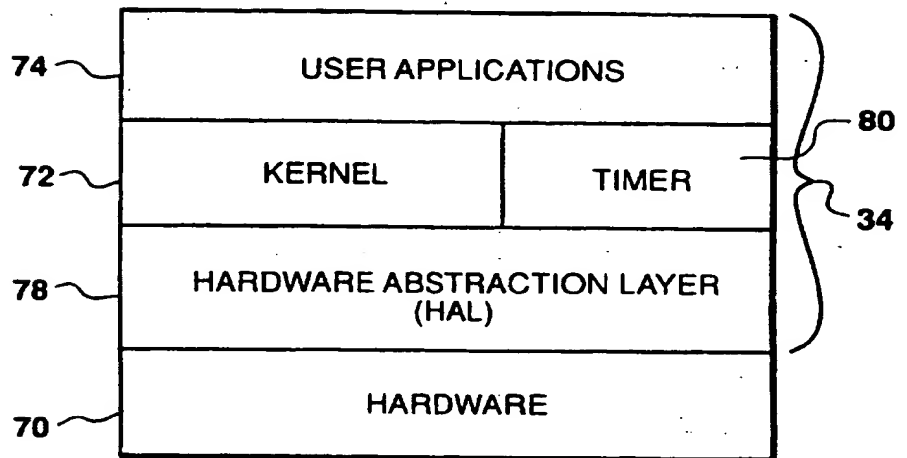 74
USER APPLICATIONS
80
72
KERNEL
TIMER
34
78
HARDWARE ABSTRACTION LAYER
(HAL)
70
HARDWARE